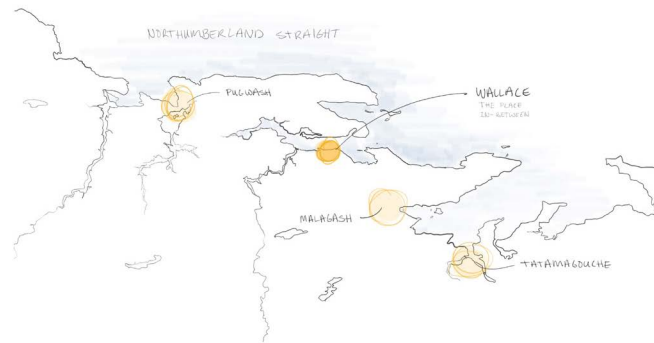 NORTHUMBERLAND STRAIGHT
PUGWASH
WALLACE
THE PLACE
IN-BETWEEN
MALAGASH
TATAMAGOUCHE